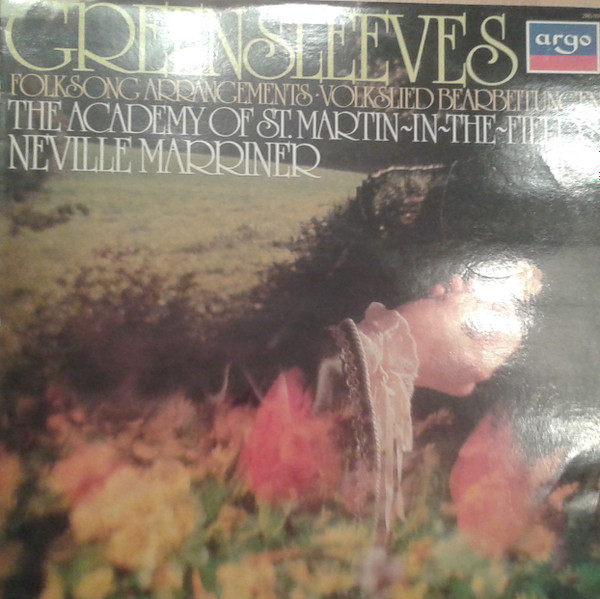 GREENSLEEVES
argo
FOLKSONG ARRANGEMENTS · VOLKSLIED BEARBEITUNGEN
THE ACADEMY OF ST. MARTIN~IN~THE~FIELDS
NEVILLE MARRINER